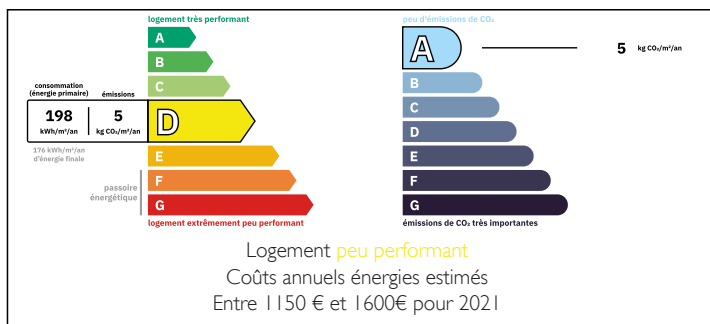 logement très performant
A
B
C
consommation
(énergie primaire)
émissions
198
kWh/m²/an
5
kg CO₂/m²/an
D
176 kWh/m²/an
d'énergie finale
E
F
G
passoire
énergétique
logement extrêmement peu performant
peu d'émissions de CO₂
A
5 kg CO₂/m²/an
B
C
D
E
F
G
émissions de CO₂ très importantes
Logement peu performant
Coûts annuels énergies estimés
Entre 1150 € et 1600€ pour 2021